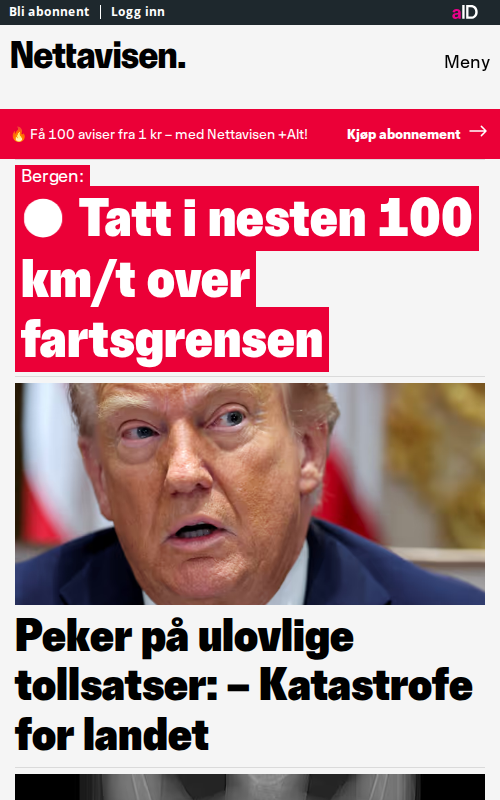 Bli abonnent
Logg inn
aID
Nettavisen.
Meny
🔥 Få 100 aviser fra 1 kr – med Nettavisen +Alt!
Kjøp abonnement →
Bergen:
Tatt i nesten 100
km/t over
fartsgrensen
Peker på ulovlige
tollsatser: – Katastrofe
for landet